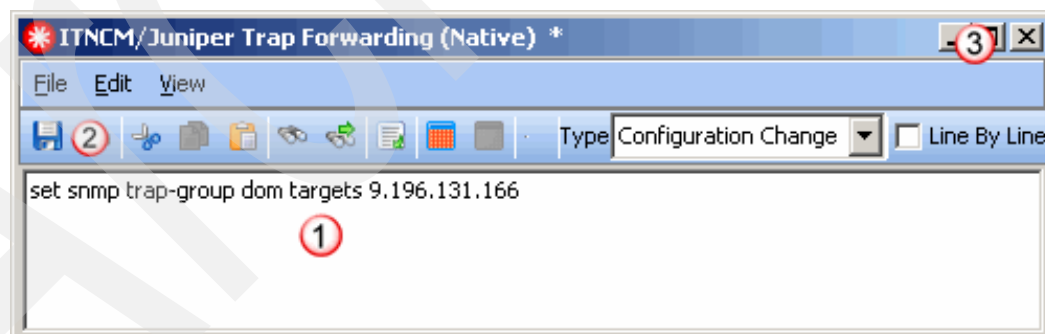 ITNCM/Juniper Trap Forwarding (Native) *
3
File Edit View
2 Type Configuration Change Line By Line
set snmp trap-group dom targets 9.196.131.166
1